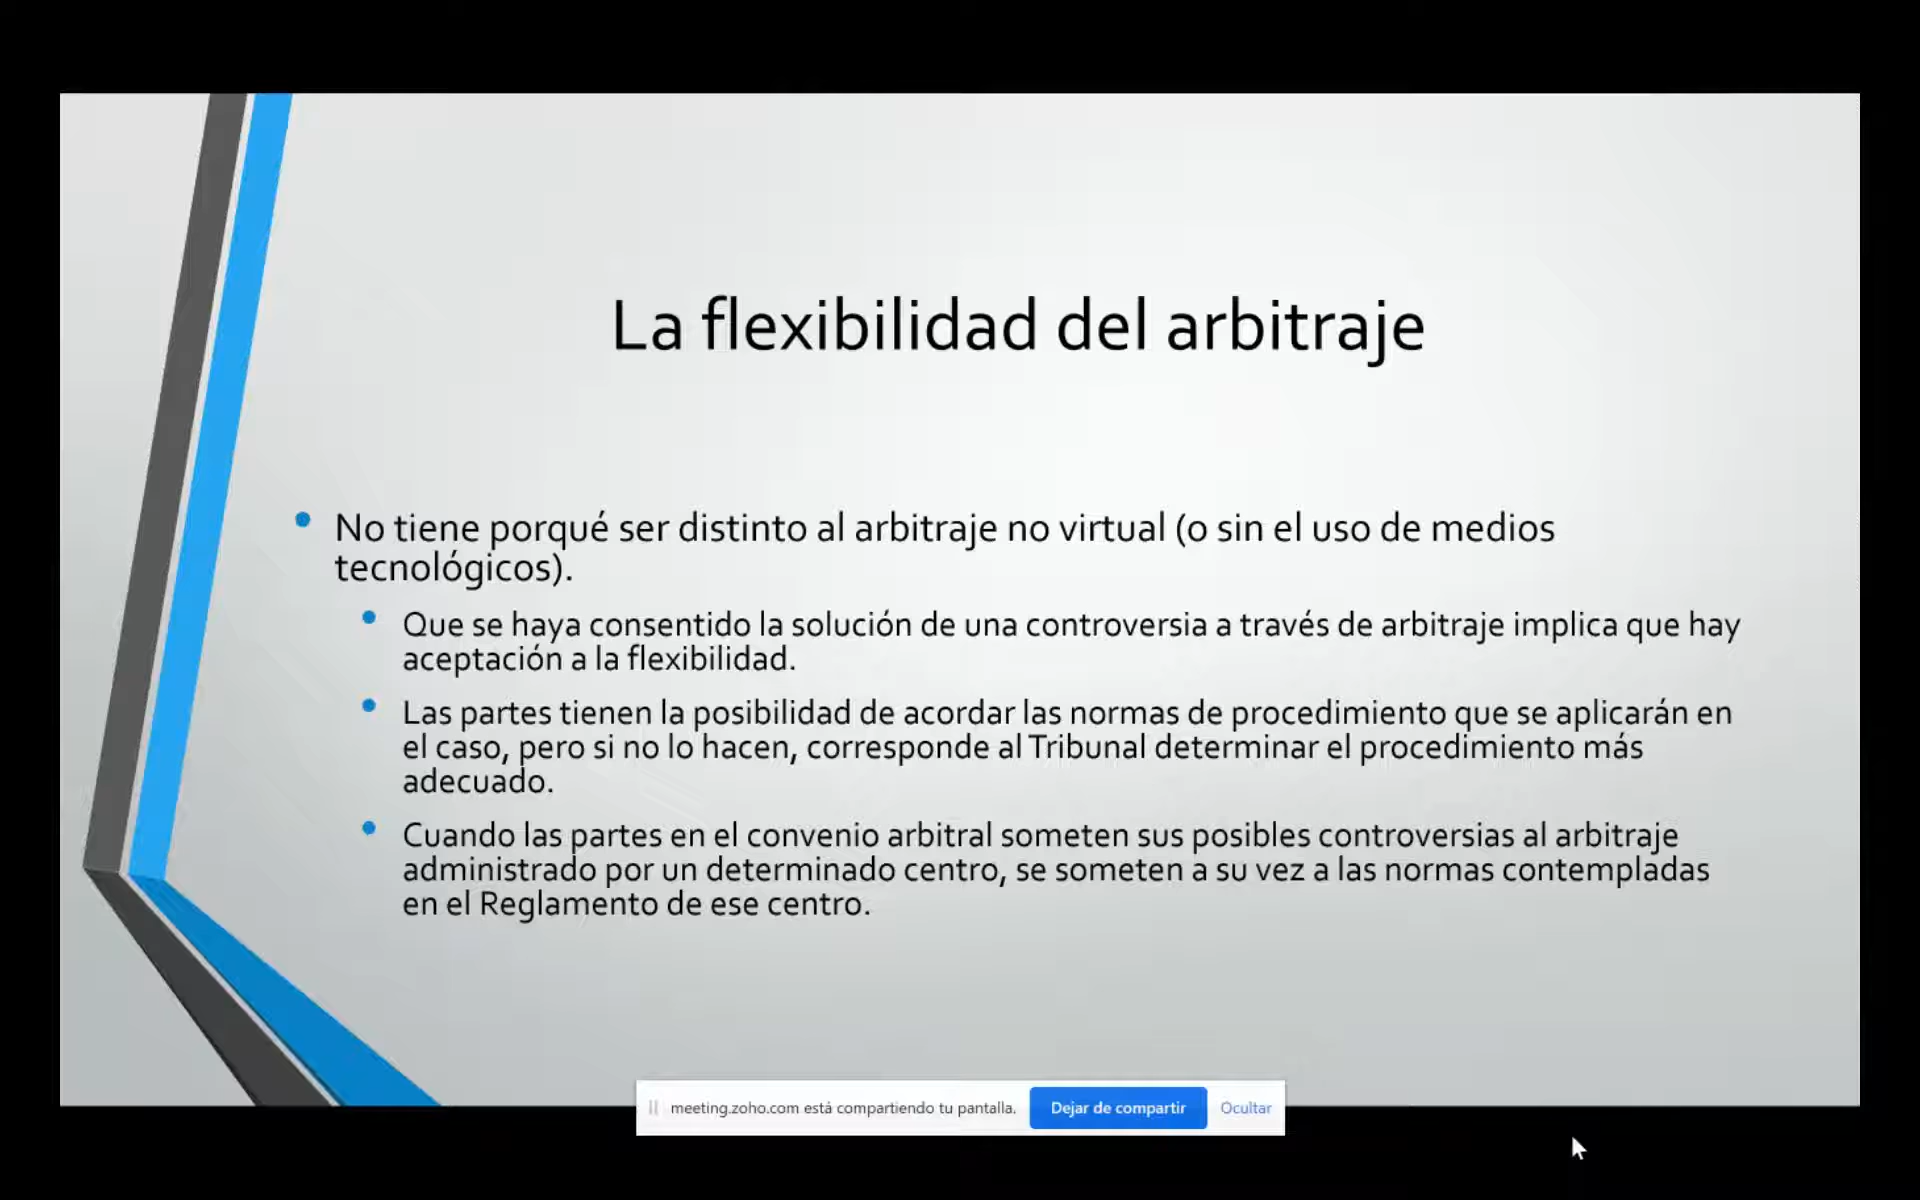 La flexibilidad del arbitraje
No tiene porqué ser distinto al arbitraje no virtual (o sin el uso de medios
tecnológicos).
Que se haya consentido la solución de una controversia a través de arbitraje implica que hay
aceptación a la flexibilidad.
Las partes tienen la posibilidad de acordar las normas de procedimiento que se aplicarán en
el caso, pero si no lo hacen, corresponde al Tribunal determinar el procedimiento más
adecuado.
Cuando las partes en el convenio arbitral someten sus posibles controversias al arbitraje
administrado por un determinado centro, se someten a su vez a las normas contempladas
en el Reglamento de ese centro.
meeting.zoho.com está compartiendo tu pantalla. Dejar de compartir Ocultar